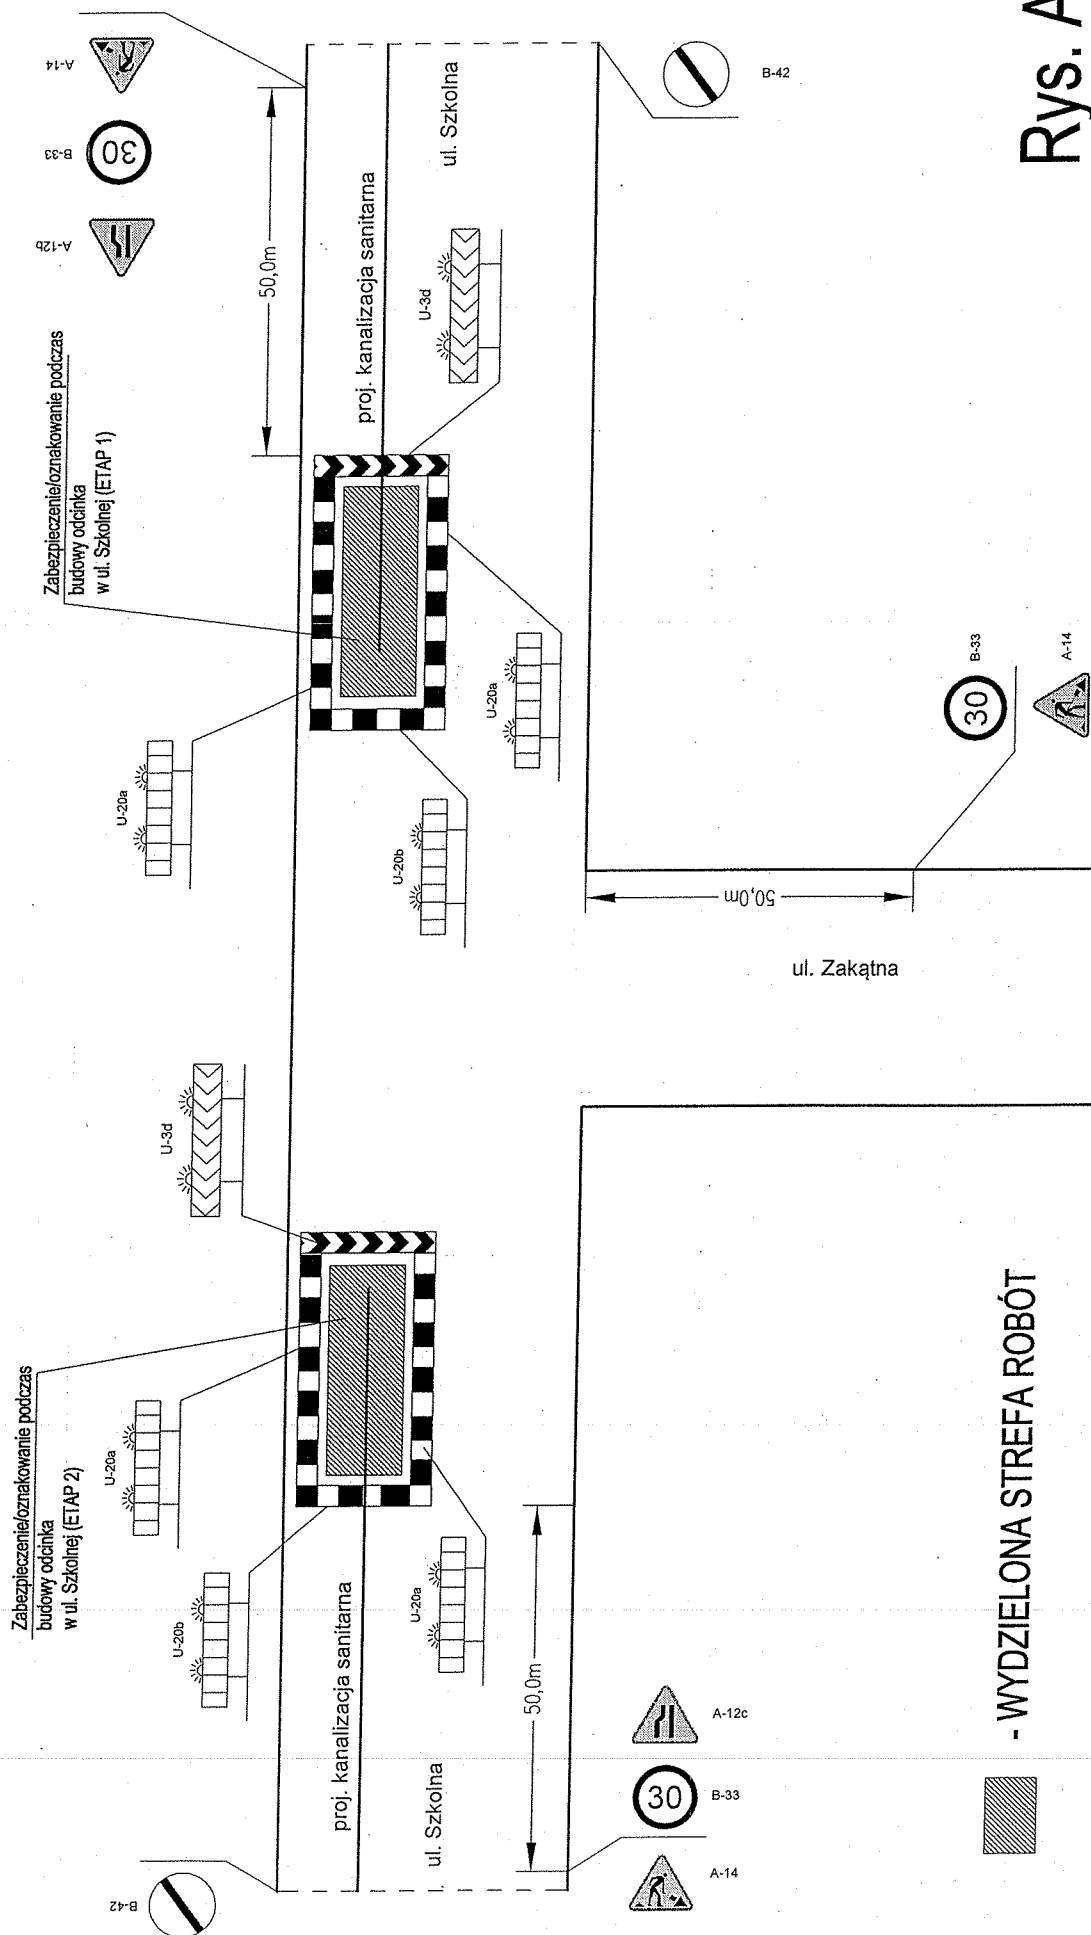 A-14
B-33
30
A-12b
50,0m
ul. Szkolna
B-42
Rys. A
proj. kanalizacja sanitarna
U-3d
Zabezpieczenie/oznakowanie podczas
budowy odcinka
w ul. Szkolnej (ETAP 1)
U-20a
U-20a
U-20b
B-33
30
A-14
50,0m
ul. Zakątna
U-3d
Zabezpieczenie/oznakowanie podczas
budowy odcinka
w ul. Szkolnej (ETAP 2)
U-20a
U-20b
U-20a
proj. kanalizacja sanitarna
50,0m
ul. Szkolna
A-12c
30
B-33
A-14
B-42
- WYDZIELONA STREFA ROBÓT